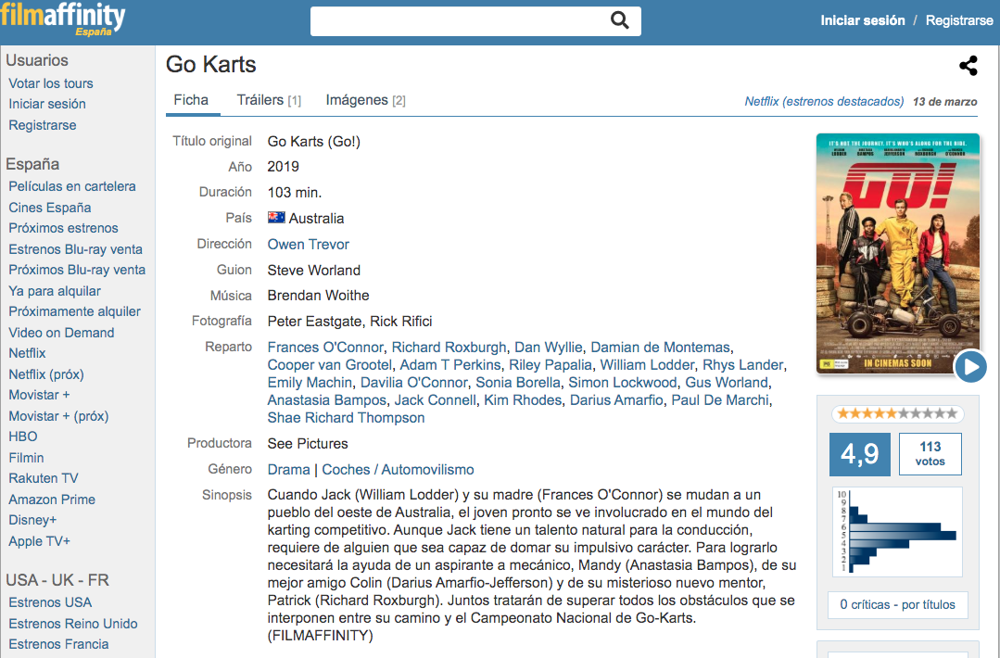 filmaffinity
España
Iniciar sesión / Registrarse
Usuarios
Votar los tours
Iniciar sesión
Registrarse
España
Películas en cartelera
Cines España
Próximos estrenos
Estrenos Blu-ray venta
Próximos Blu-ray venta
Ya para alquilar
Próximamente alquiler
Video on Demand
Netflix
Netflix (próx)
Movistar +
Movistar + (próx)
HBO
Filmin
Rakuten TV
Amazon Prime
Disney+
Apple TV+
USA - UK - FR
Estrenos USA
Estrenos Reino Unido
Estrenos Francia
Go Karts
Ficha Tráilers [1] Imágenes [2]
Netflix (estrenos destacados) 13 de marzo
Título original Go Karts (Go!)
Año 2019
Duración 103 min.
País Australia
Dirección Owen Trevor
Guion Steve Worland
Música Brendan Woithe
Fotografía Peter Eastgate, Rick Rifici
Reparto Frances O'Connor, Richard Roxburgh, Dan Wyllie, Damian de Montemas,
Cooper van Grootel, Adam T Perkins, Riley Papalia, William Lodder, Rhys Lander,
Emily Machin, Davilia O'Connor, Sonia Borella, Simon Lockwood, Gus Worland,
Anastasia Bampos, Jack Connell, Kim Rhodes, Darius Amarfio, Paul De Marchi,
Shae Richard Thompson
Productora See Pictures
Género Drama | Coches / Automovilismo
Sinopsis Cuando Jack (William Lodder) y su madre (Frances O'Connor) se mudan a un
pueblo del oeste de Australia, el joven pronto se ve involucrado en el mundo del
karting competitivo. Aunque Jack tiene un talento natural para la conducción,
requiere de alguien que sea capaz de domar su impulsivo carácter. Para lograrlo
necesitará la ayuda de un aspirante a mecánico, Mandy (Anastasia Bampos), de su
mejor amigo Colin (Darius Amarfio-Jefferson) y de su misterioso nuevo mentor,
Patrick (Richard Roxburgh). Juntos tratarán de superar todos los obstáculos que se
interponen entre su camino y el Campeonato Nacional de Go-Karts.
(FILMAFFINITY)
IT'S NOT THE JOURNEY, IT'S WHO'S ALONG FOR THE RIDE.
GO!
IN CINEMAS SOON
PG
4,9
113
votos
10
9
8
7
6
5
4
3
2
1
0 críticas - por títulos